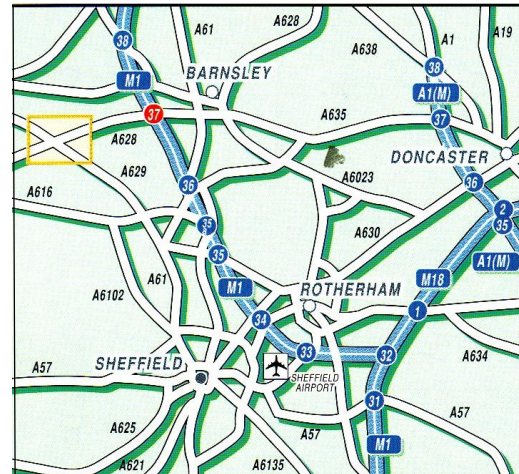 A61
A628
A638
A1
A19
38
38
M1
BARNSLEY
A1(M)
37
A635
37
A628
DONCASTER
A629
A6023
36
36
A616
2
35
35
A630
35
A1(M)
A61
M18
M1
ROTHERHAM
A6102
34
1
33
32
A634
A57
SHEFFIELD
SHEFFIELD
AIRPORT
31
A57
A625
A57
M1
A621
A6135